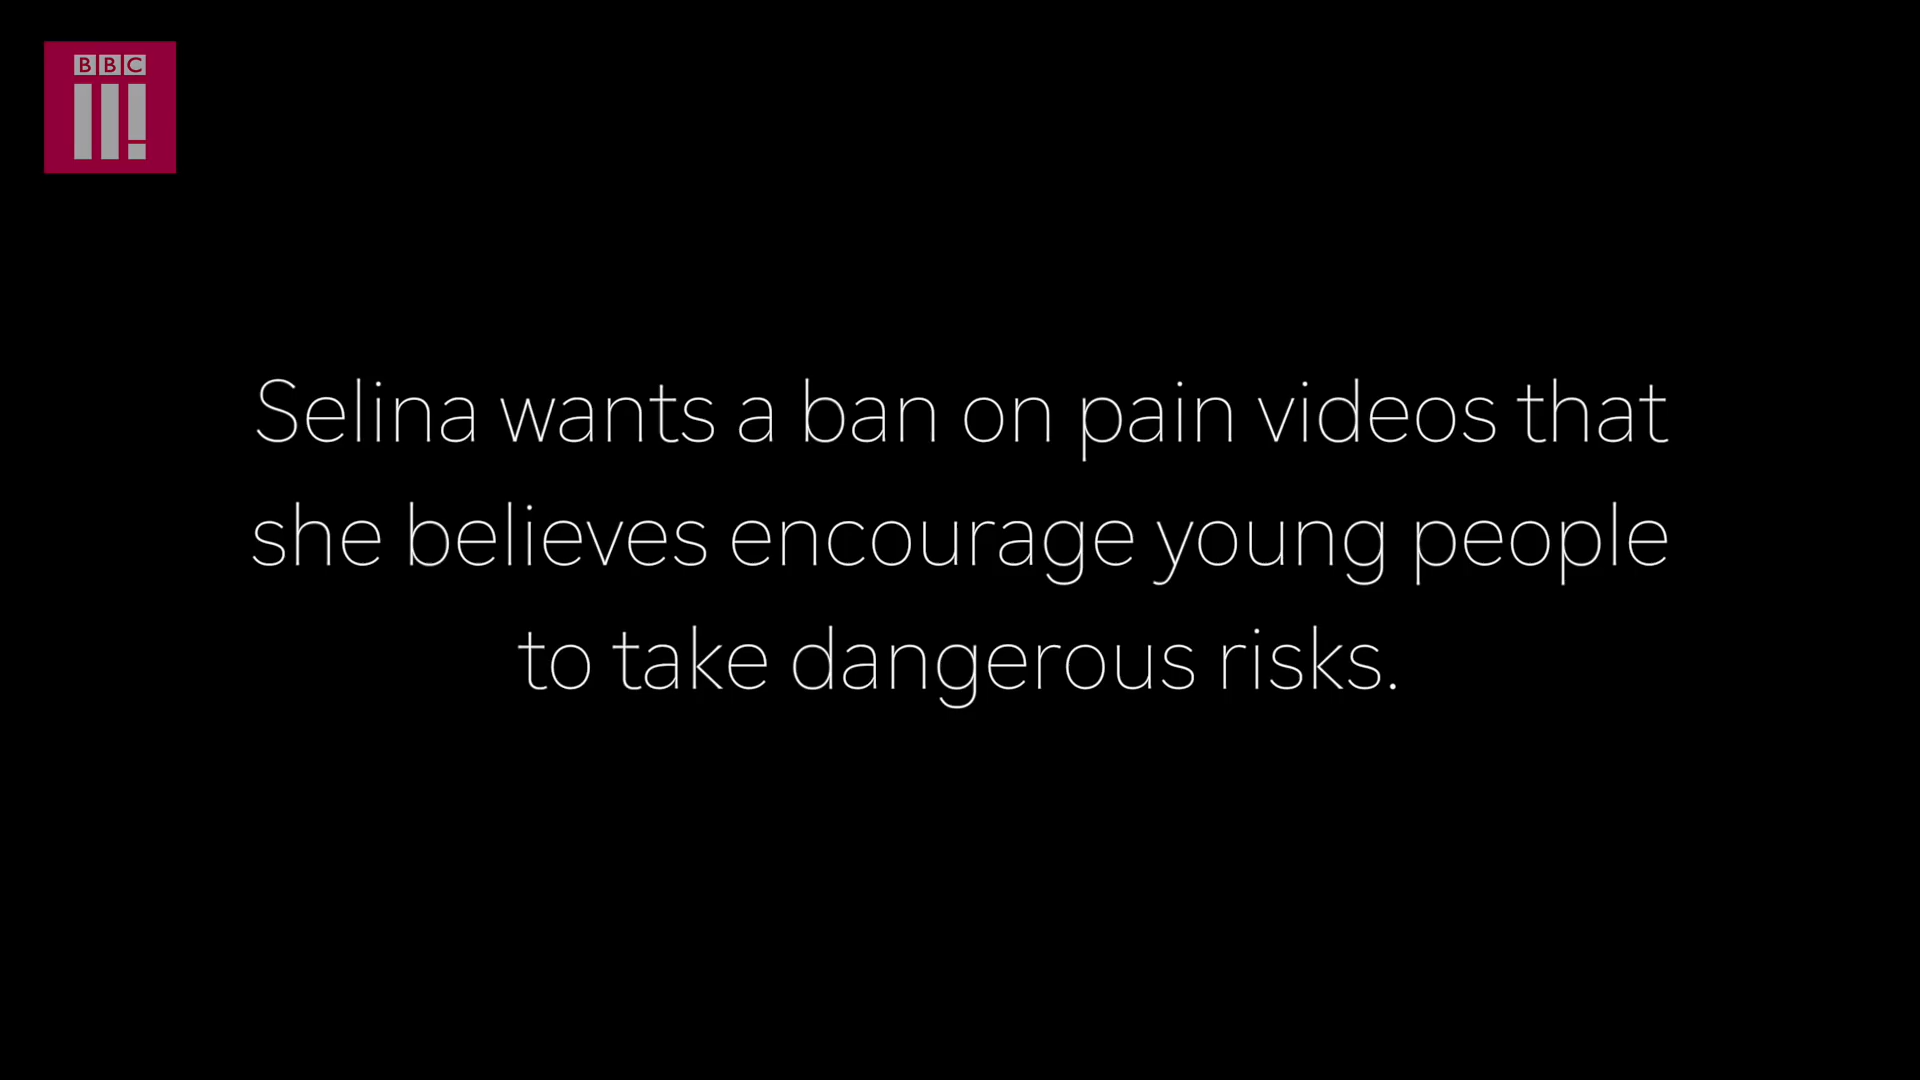 BBC
Selina wants a ban on pain videos that
she believes encourage young people
to take dangerous risks.